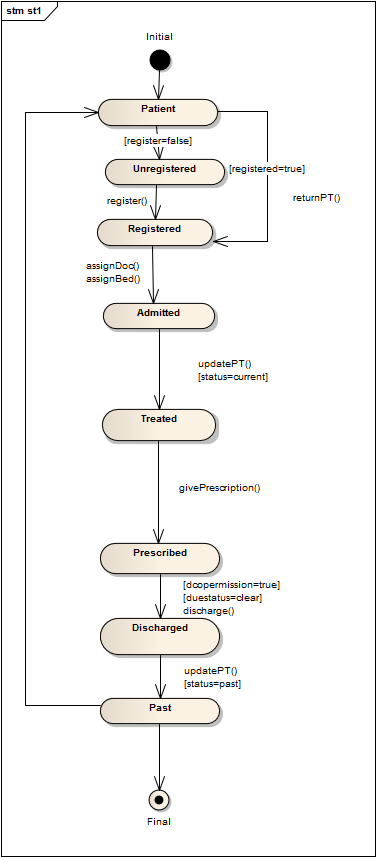 stm st1
Initial
Patient
[register=false]
Unregistered
[registered=true]
register()
returnPT()
Registered
assignDoc()
assignBed()
Admitted
updatePT()
[status=current]
Treated
givePrescription()
Prescribed
[dcopermission=true]
[duestatus=clear]
discharge()
Discharged
updatePT()
[status=past]
Past
Final